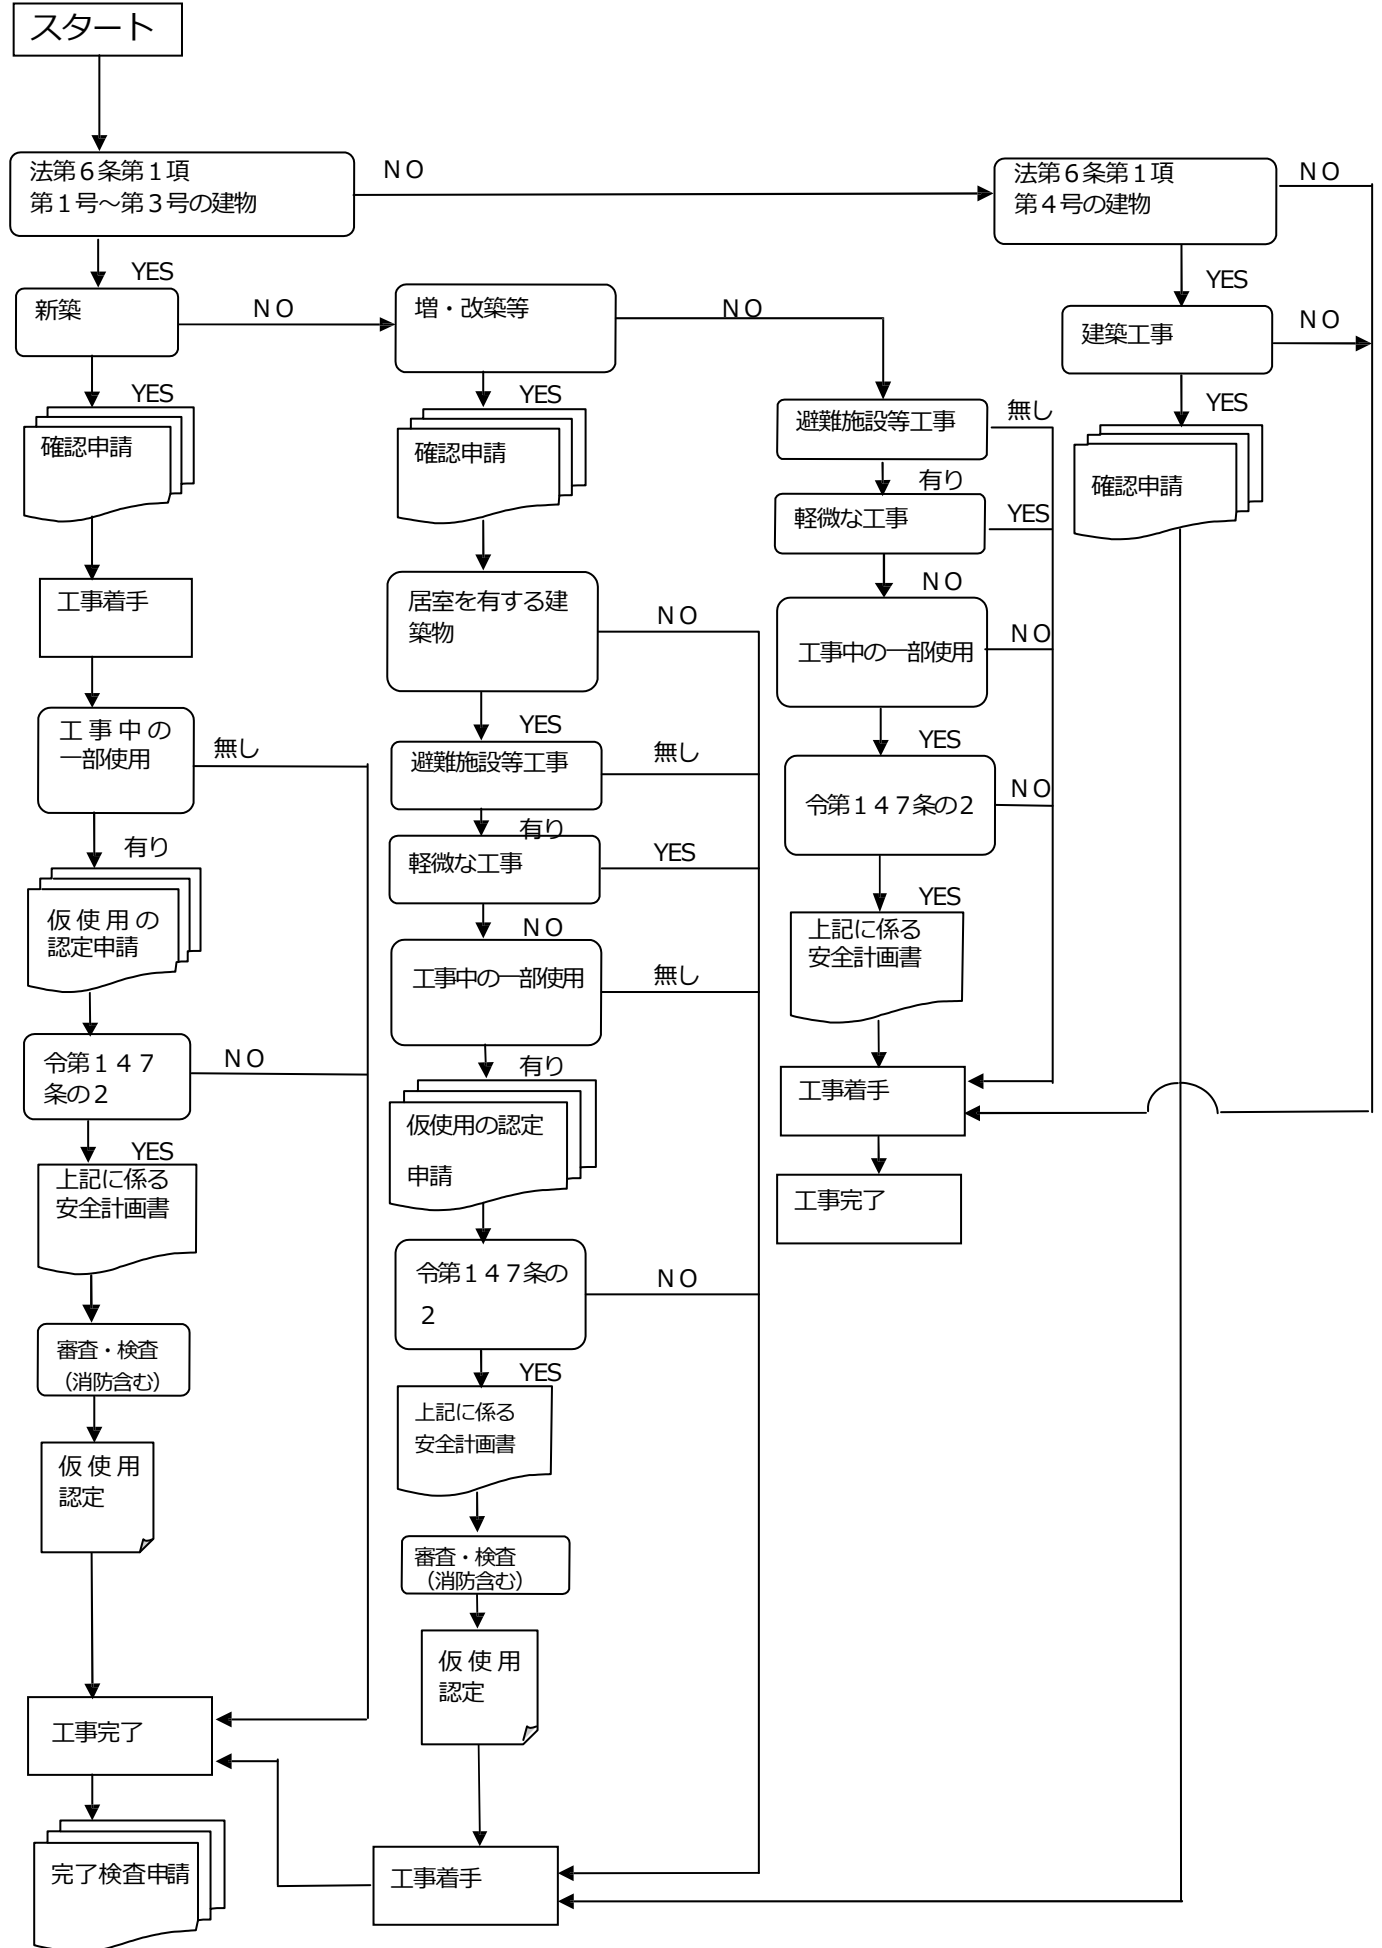 スタート
法第６条第１項
第１号～第３号の建物
ＮＯ
法第６条第１項
第４号の建物
ＮＯ
YES
新築
ＮＯ
増・改築等
ＮＯ
YES
建築工事
ＮＯ
YES
確認申請
YES
確認申請
避難施設等工事
無し
有り
軽微な工事
YES
YES
確認申請
工事着手
居室を有する建
築物
ＮＯ
ＮＯ
工事中の一部使用
ＮＯ
工事中の
一部使用
無し
YES
避難施設等工事
無し
YES
令第１４７条の２
ＮＯ
有り
仮使用の
認定申請
有り
軽微な工事
YES
ＮＯ
工事中の一部使用
無し
YES
上記に係る
安全計画書
令第１４７
条の２
ＮＯ
有り
仮使用の認定
申請
工事着手
YES
上記に係る
安全計画書
工事完了
令第１４７条の
２
ＮＯ
審査・検査
（消防含む）
YES
上記に係る
安全計画書
仮使用
認定
審査・検査
（消防含む）
仮使用
認定
工事完了
完了検査申請
工事着手